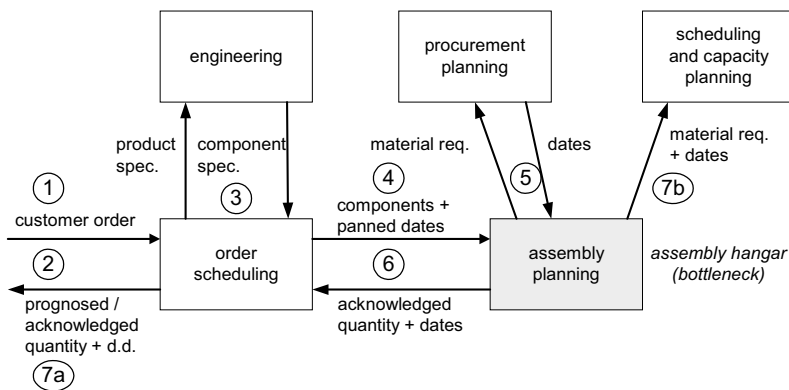 engineering
procurement
planning
scheduling
and capacity
planning
product
spec.
component
spec.
material req.
dates
material req.
+ dates
1
3
4
5
7b
customer order
components +
panned dates
order
scheduling
assembly
planning
assembly hangar
(bottleneck)
2
6
prognosed /
acknowledged
quantity + d.d.
acknowledged
quantity + dates
7a